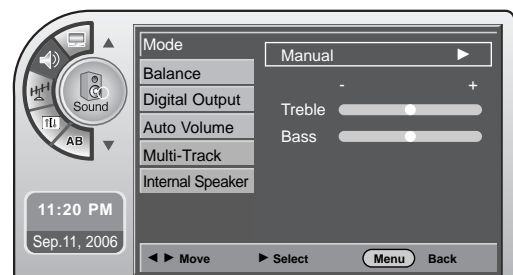 Sound
AB
11:20 PM
Sep.11, 2006
Mode
Balance
Digital Output
Auto Volume
Multi-Track
Internal Speaker
Manual
- +
Treble
Bass
Move Select Menu Back